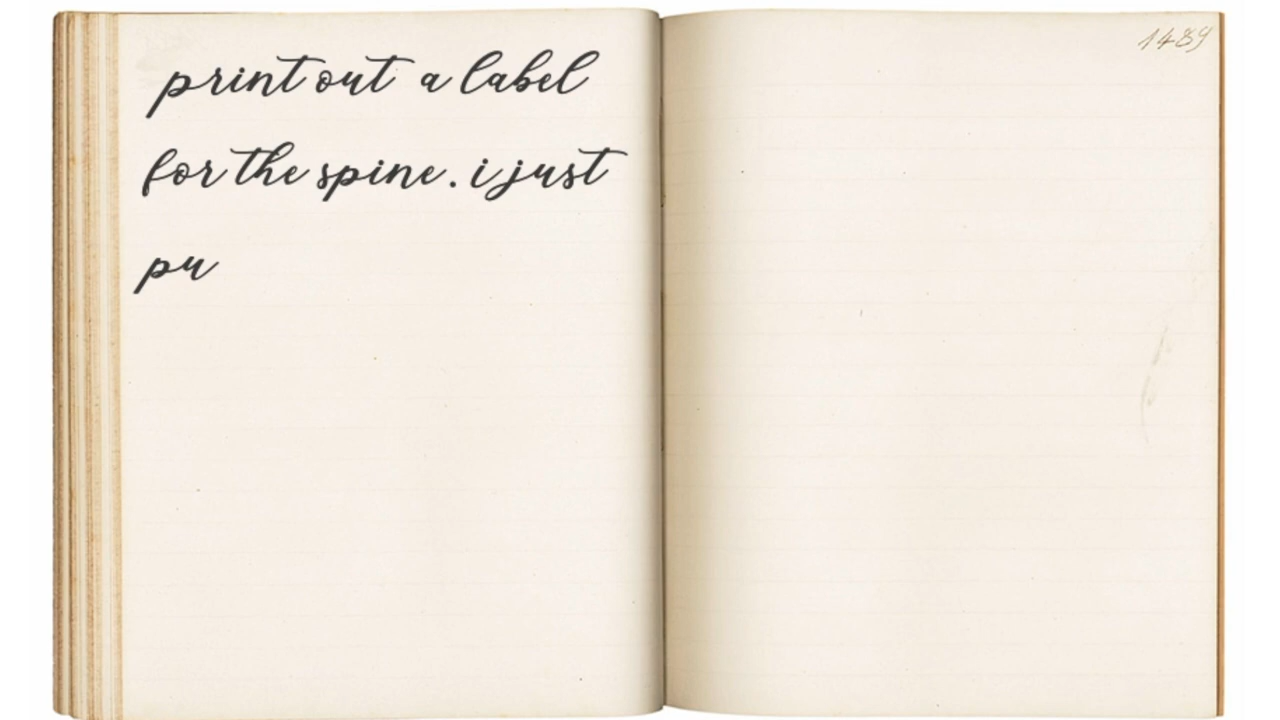 print out a label
for the spine. i just
pu
1489